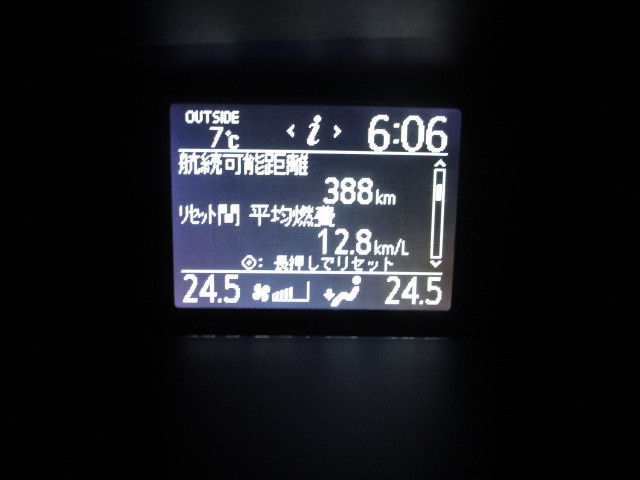 OUTSIDE
7℃ < i > 6:06
航続可能距離
388km
リセット間 平均燃費
12.8km/L
: 長押しでリセット
24.5 24.5